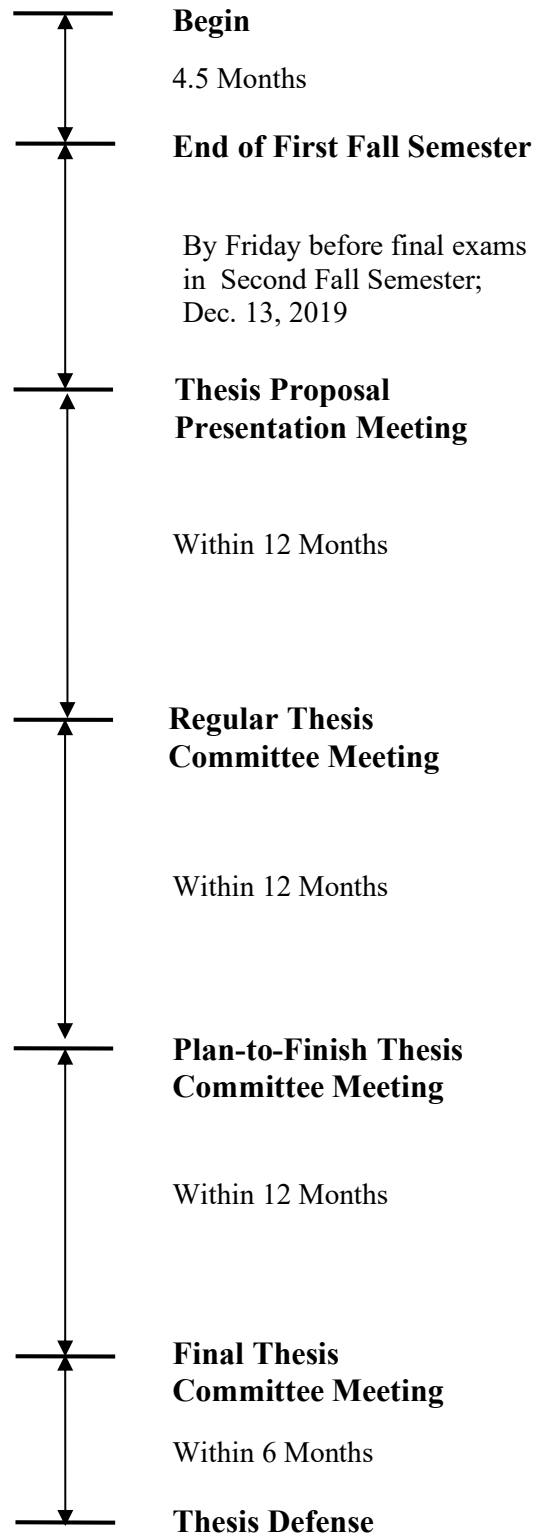 Begin
4.5 Months
End of First Fall Semester
By Friday before final exams
in Second Fall Semester;
Dec. 13, 2019
Thesis Proposal
Presentation Meeting
Within 12 Months
Regular Thesis
Committee Meeting
Within 12 Months
Plan-to-Finish Thesis
Committee Meeting
Within 12 Months
Final Thesis
Committee Meeting
Within 6 Months
Thesis Defense